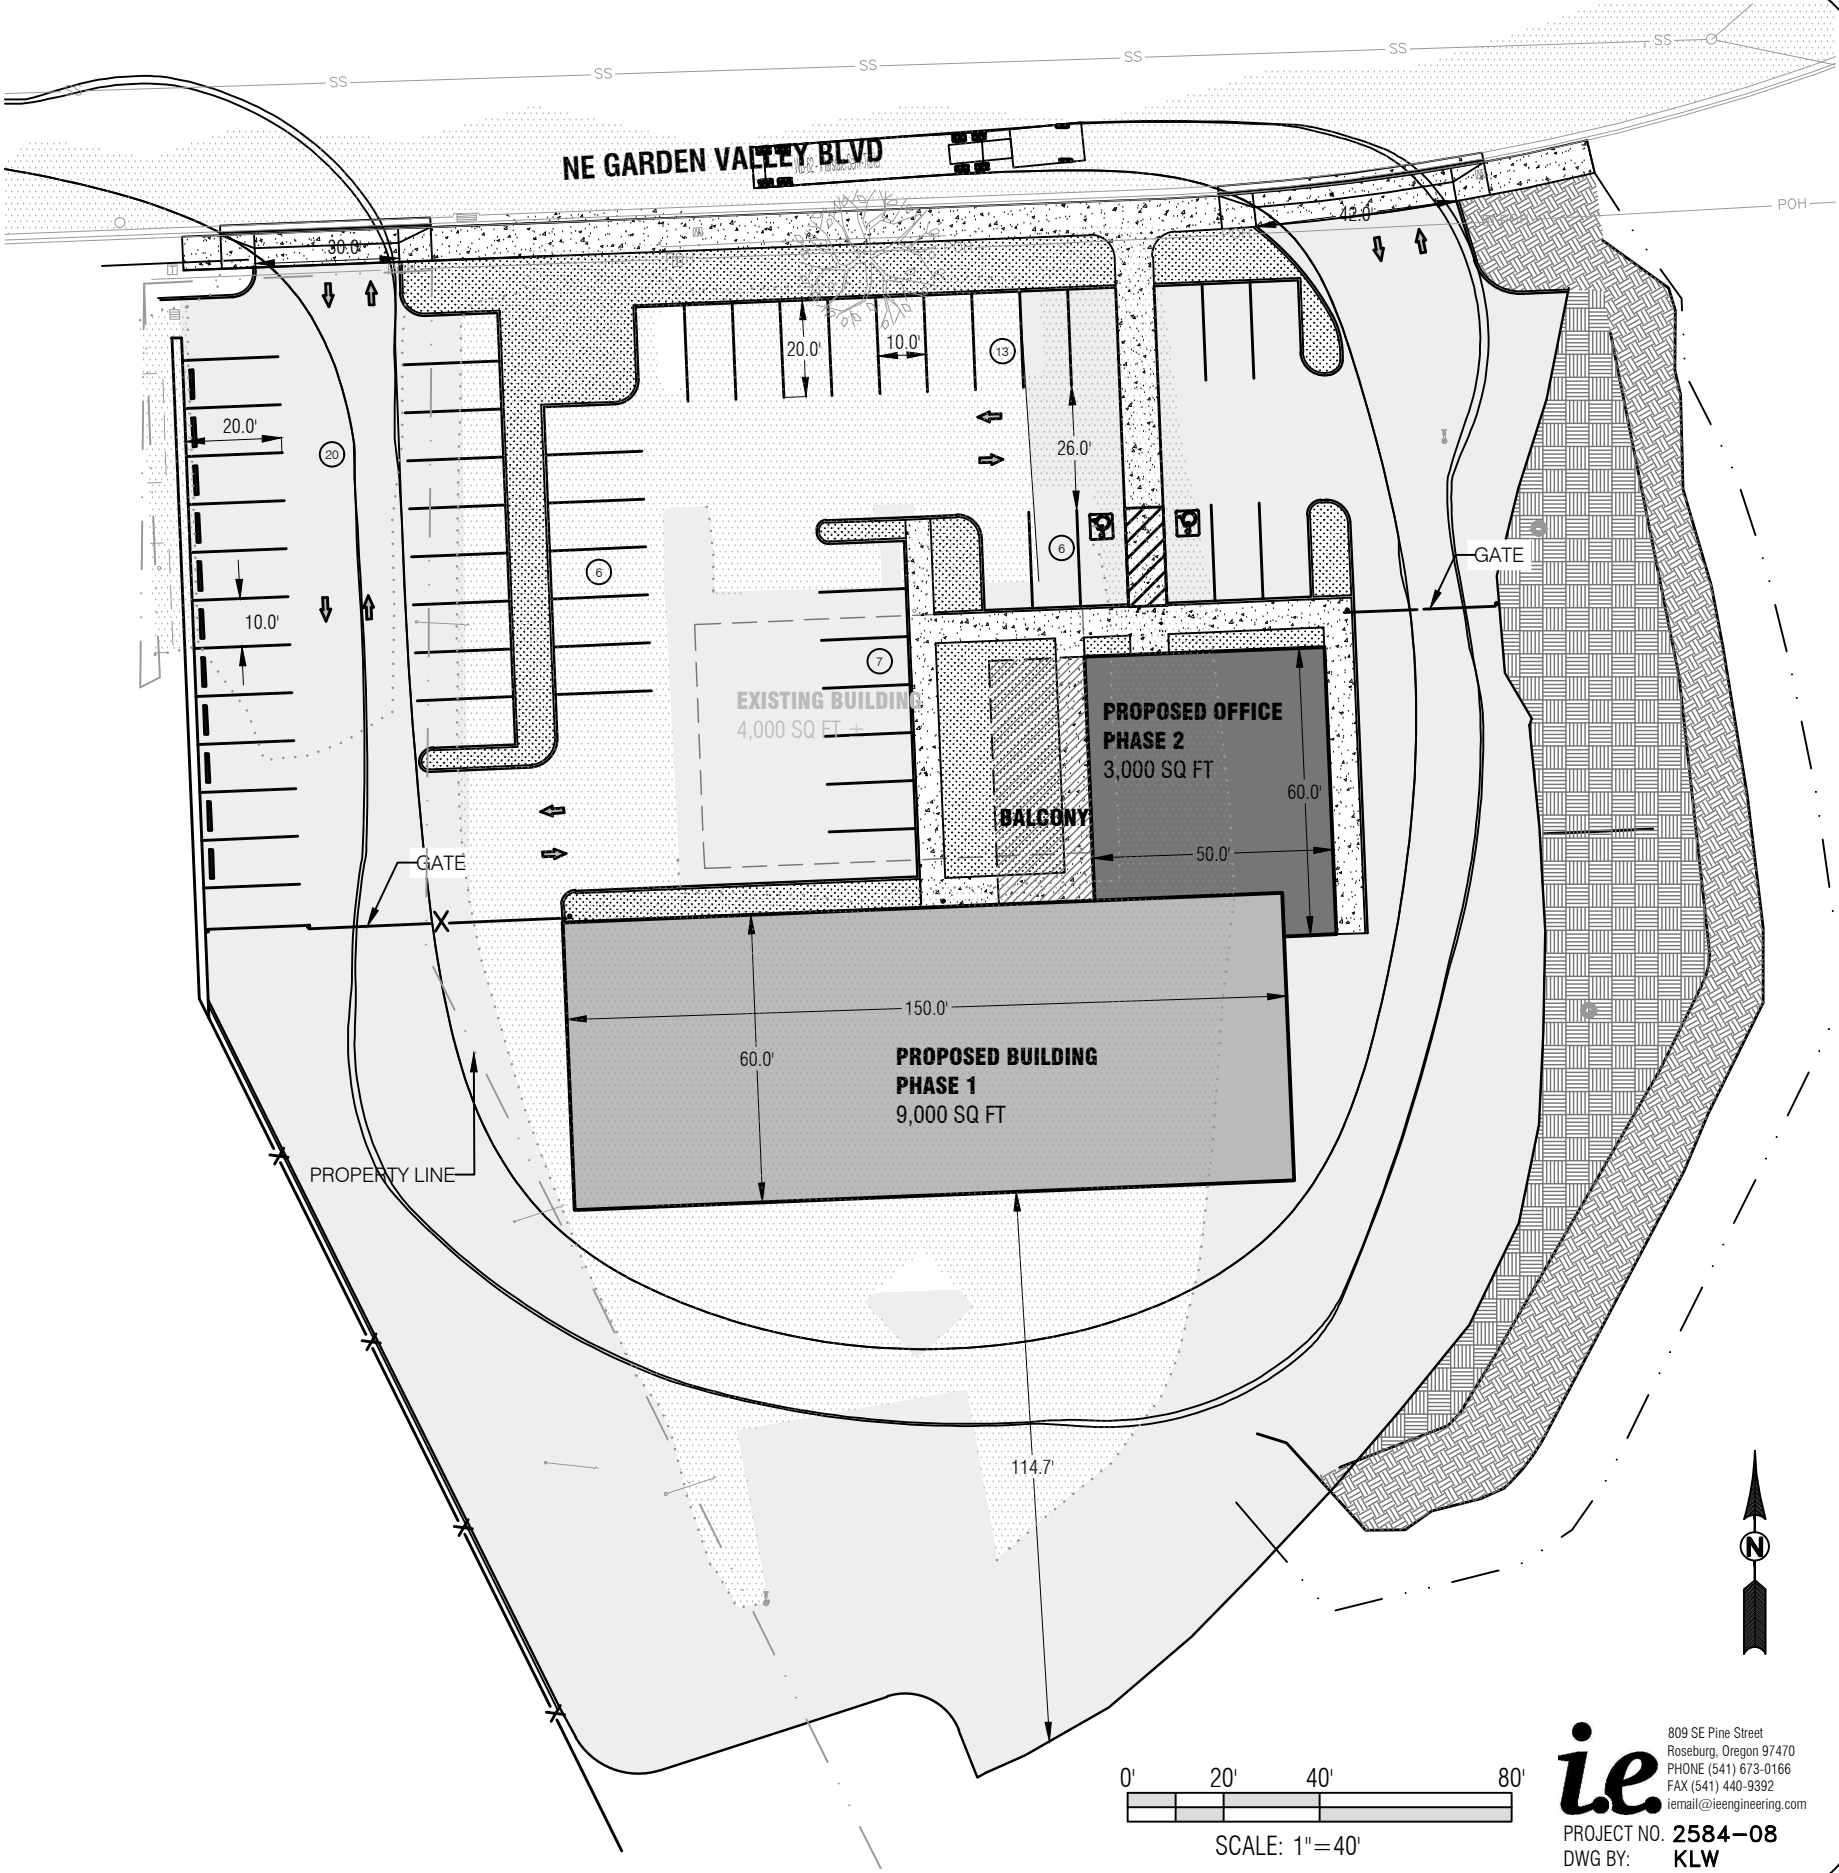 SS
SS
SS
SS
SS
SS
SS
NE GARDEN VALLEY BLVD
POH
30.0'
42.0'
20.0'
10.0'
13
20.0'
20
26.0'
6
GATE
6
10.0'
7
EXISTING BUILDING
4,000 SQ FT +
PROPOSED OFFICE
PHASE 2
3,000 SQ FT
60.0'
BALCONY
50.0'
GATE
150.0'
60.0'
PROPOSED BUILDING
PHASE 1
9,000 SQ FT
PROPERTY LINE
114.7'
N
0' 20' 40' 80'
SCALE: 1"=40'
i.e.
809 SE Pine Street
Roseburg, Oregon 97470
PHONE (541) 673-0166
FAX (541) 440-9392
iemail@ieengineering.com
PROJECT NO. 2584-08
DWG BY: KLW